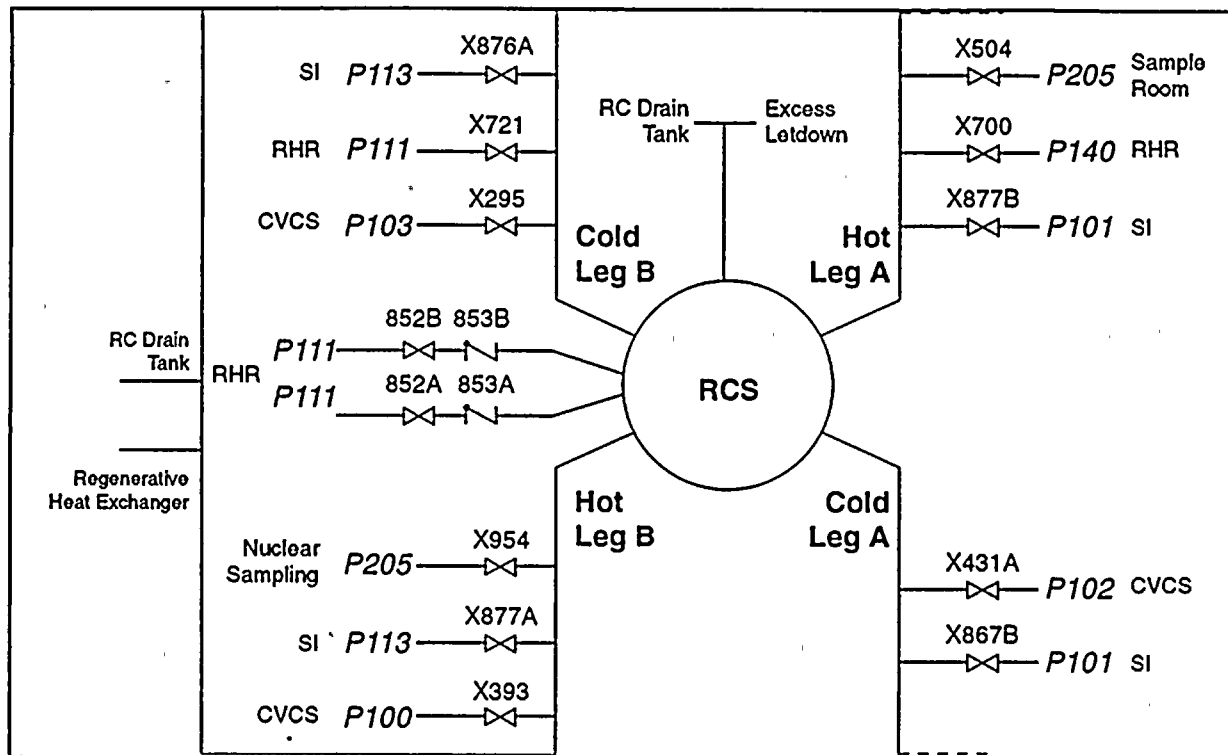 X876A
SI P113
X721
RHR P111
X295
CVCS P103
Cold
Leg B
RC Drain
Tank
Excess
Letdown
X504
P205 Sample
Room
X700
P140 RHR
X877B
P101 SI
Hot
Leg A
RC Drain
Tank
Regenerative
Heat Exchanger
RHR
P111
852B 853B
P111
852A 853A
RCS
Hot
Leg B
Nuclear
Sampling
X954
P205
X877A
SI P113
X393
CVCS P100
Cold
Leg A
X431A
P102 CVCS
X867B
P101 SI